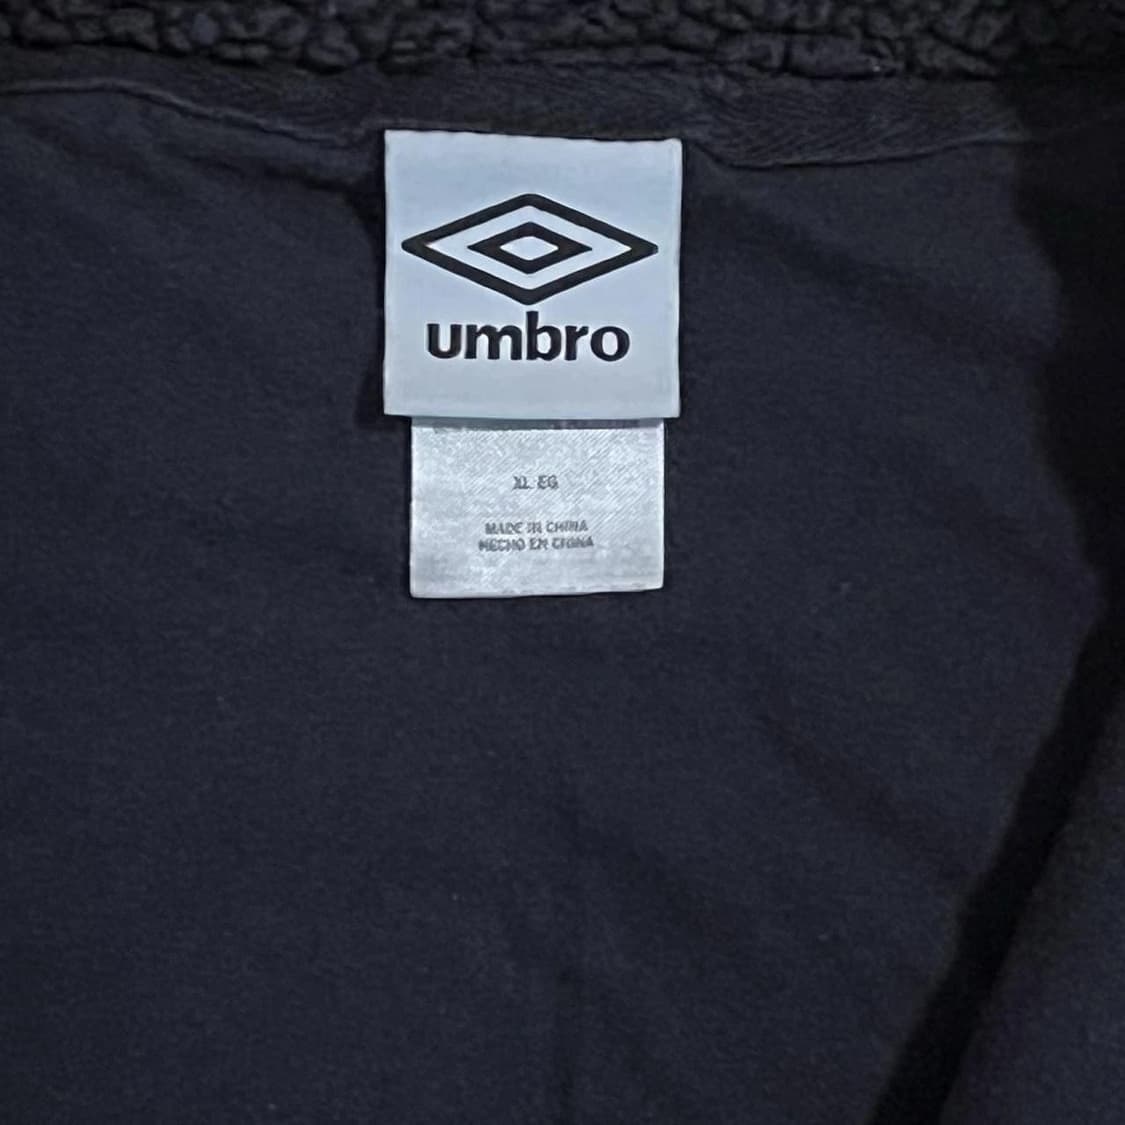 umbro
XL EG
MADE IN CHINA
HECHO EN CHINA